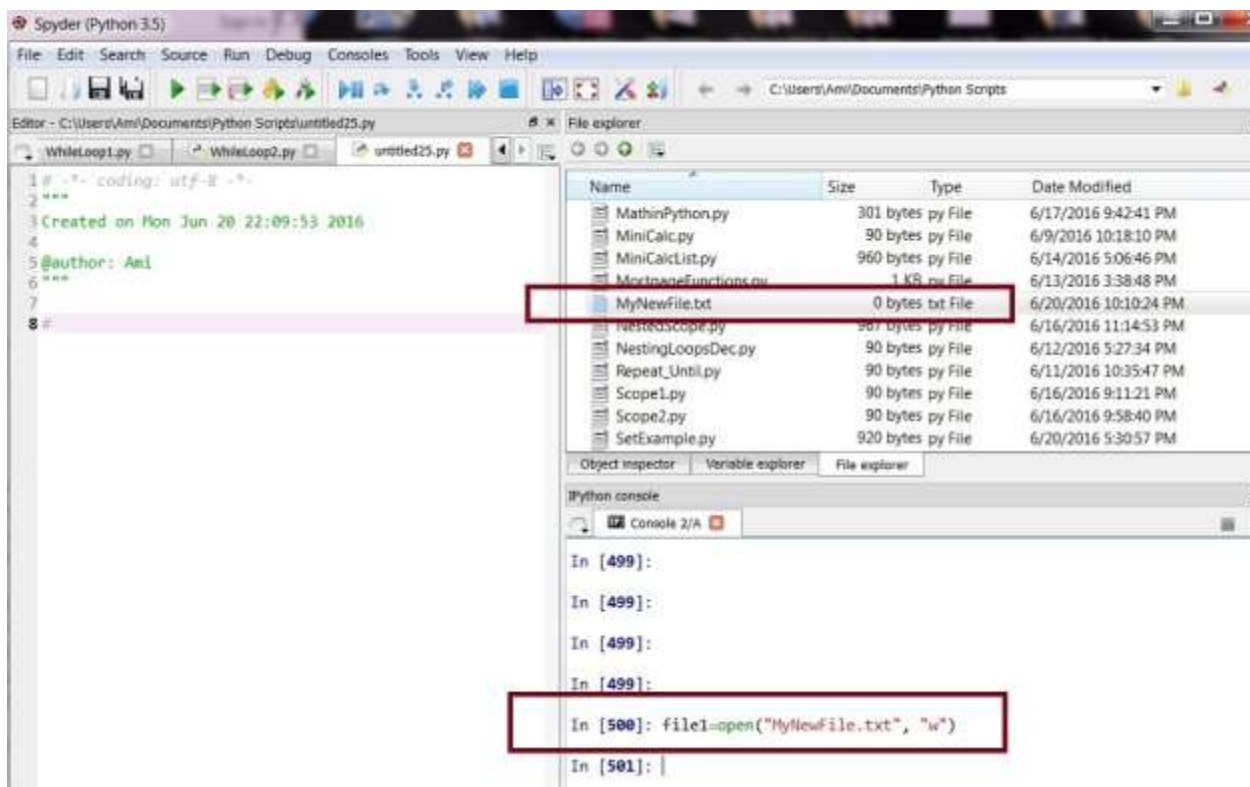 Spyder (Python 3.5)
File Edit Search Source Run Debug Consoles Tools View Help
C:\Users\Ami\Documents\Python Scripts
Editor - C:\Users\Ami\Documents\Python Scripts\untitled25.py
WhileLoop1.py WhileLoop2.py untitled25.py
1 # -*- coding: utf-8 -*-
2 """
3 Created on Mon Jun 20 22:09:53 2016
4
5 @author: Ami
6 """
7
8 #
File explorer
Name Size Type Date Modified
MathinPython.py 301 bytes py File 6/17/2016 9:42:41 PM
MiniCalc.py 90 bytes py File 6/9/2016 10:18:10 PM
MiniCalcList.py 960 bytes py File 6/14/2016 5:06:46 PM
MortgageFunctions.py 1 KB py File 6/13/2016 3:38:48 PM
MyNewFile.txt 0 bytes txt File 6/20/2016 10:10:24 PM
NestedScope.py 967 bytes py File 6/16/2016 11:14:53 PM
NestingLoopsDec.py 90 bytes py File 6/12/2016 5:27:34 PM
Repeat_Until.py 90 bytes py File 6/11/2016 10:35:47 PM
Scope1.py 90 bytes py File 6/16/2016 9:11:21 PM
Scope2.py 90 bytes py File 6/16/2016 9:58:40 PM
SetExample.py 920 bytes py File 6/20/2016 5:30:57 PM
Object inspector Variable explorer File explorer
IPython console
Console 2/A
In [499]:
In [499]:
In [499]:
In [499]:
In [500]: file1=open("MyNewFile.txt", "w")
In [501]: